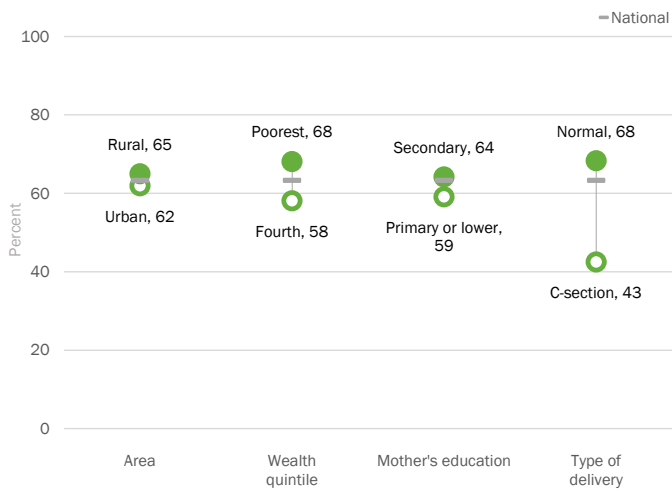 National
100
80
60
40
20
0
Percent
Rural, 65
Urban, 62
Poorest, 68
Fourth, 58
Secondary, 64
Primary or lower,
59
Normal, 68
C-section, 43
Area
Wealth
quintile
Mother's education
Type of
delivery